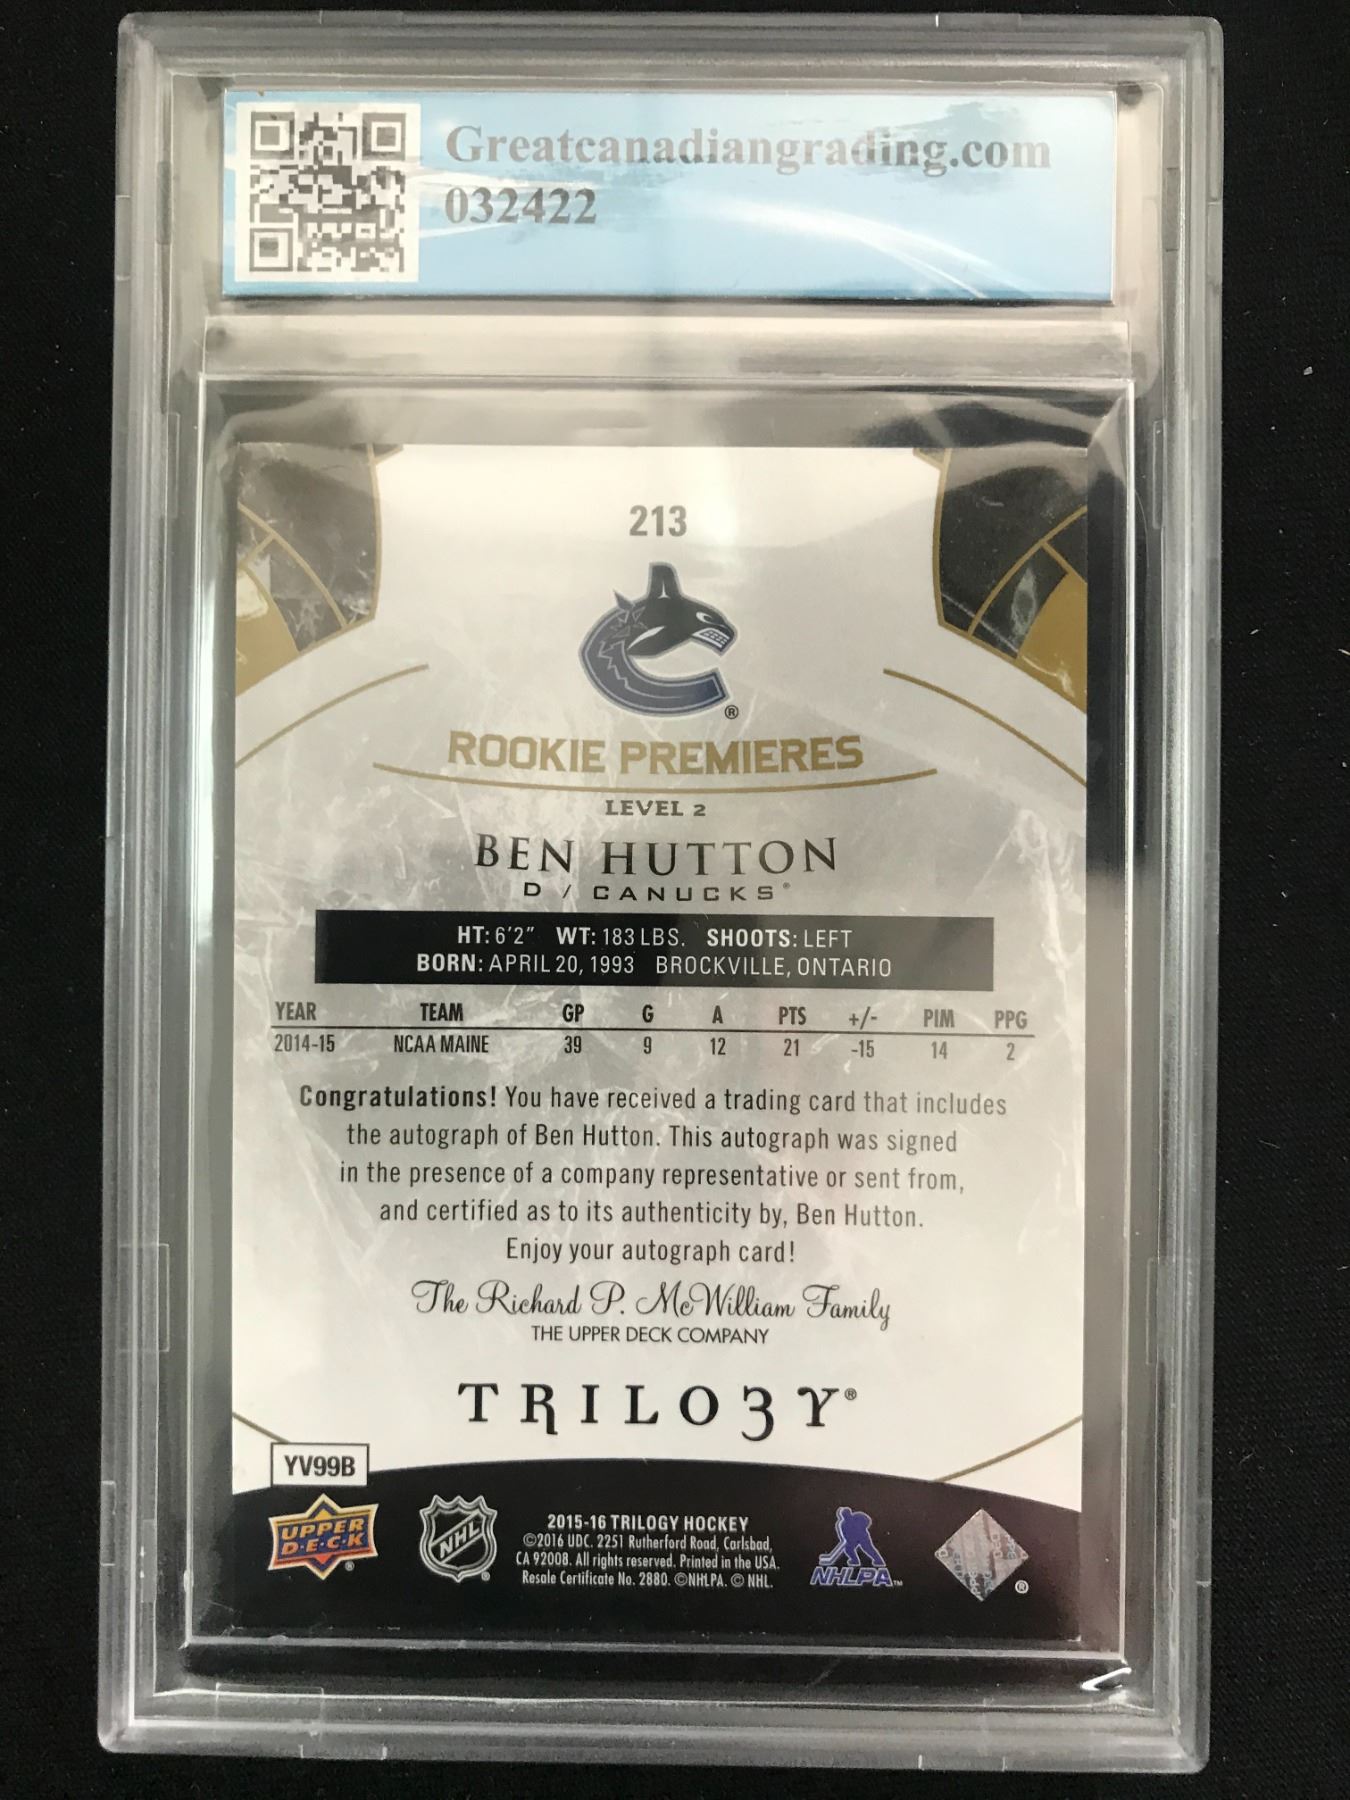 Greatcanadiangrading.com
032422
213
®
ROOKIE PREMIERES
LEVEL 2
BEN HUTTON
D / CANUCKS®
HT: 6'2" WT: 183 LBS. SHOOTS: LEFT
BORN: APRIL 20, 1993 BROCKVILLE, ONTARIO
YEAR TEAM GP G A PTS +/- PIM PPG
2014-15 NCAA MAINE 39 9 12 21 -15 14 2
Congratulations! You have received a trading card that includes
the autograph of Ben Hutton. This autograph was signed
in the presence of a company representative or sent from,
and certified as to its authenticity by, Ben Hutton.
Enjoy your autograph card!
The Richard P. McWilliam Family
THE UPPER DECK COMPANY
TRILO3Y®
YV99B
UPPER
D·E·C·K
®
NHL
®
2015-16 TRILOGY HOCKEY
©2016 UDC. 2251 Rutherford Road, Carlsbad,
CA 92008. All rights reserved. Printed in the USA.
Resale Certificate No. 2880. ©NHLPA. © NHL.
NHLPA™
®